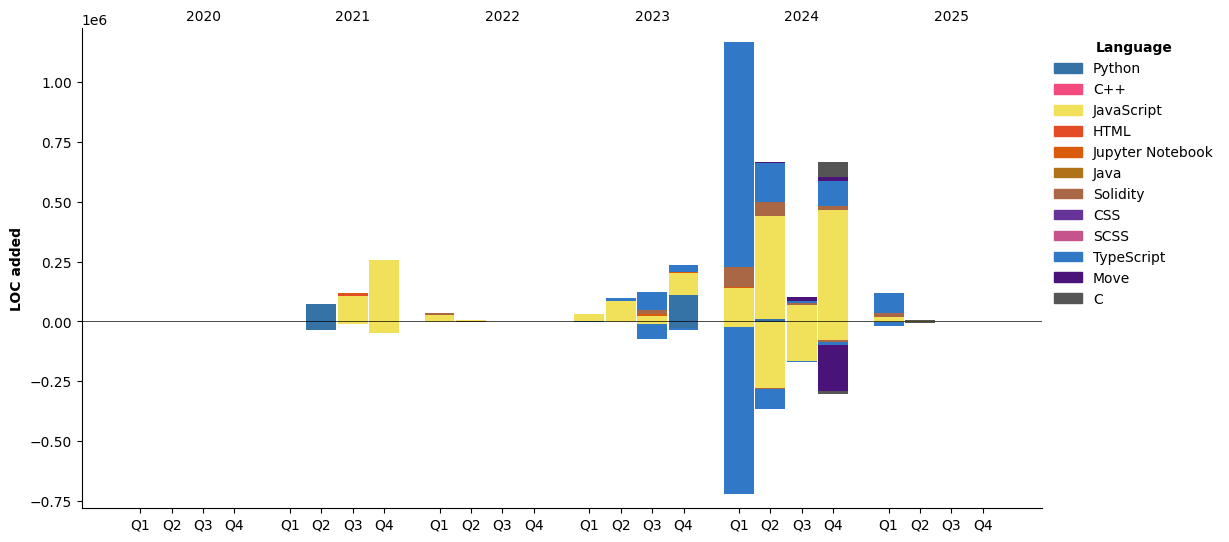 2020 2021 2022 2023 2024 2025
1e6
Language
Python
C++
JavaScript
HTML
Jupyter Notebook
Java
Solidity
CSS
SCSS
TypeScript
Move
C
LOC added
1.00
0.75
0.50
0.25
0.00
−0.25
−0.50
−0.75
Q1 Q2 Q3 Q4 Q1 Q2 Q3 Q4 Q1 Q2 Q3 Q4 Q1 Q2 Q3 Q4 Q1 Q2 Q3 Q4 Q1 Q2 Q3 Q4